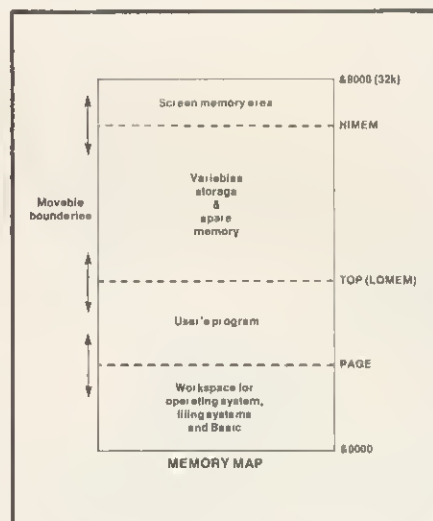 &8000 (32k)
Screen memory area
HIMEM
Variables
storage
&
spare
memory
Movable
bounderies
TOP (LOMEM)
User's program
PAGE
Workspace for
operating system,
filing systems
and Basic
&0000
MEMORY MAP